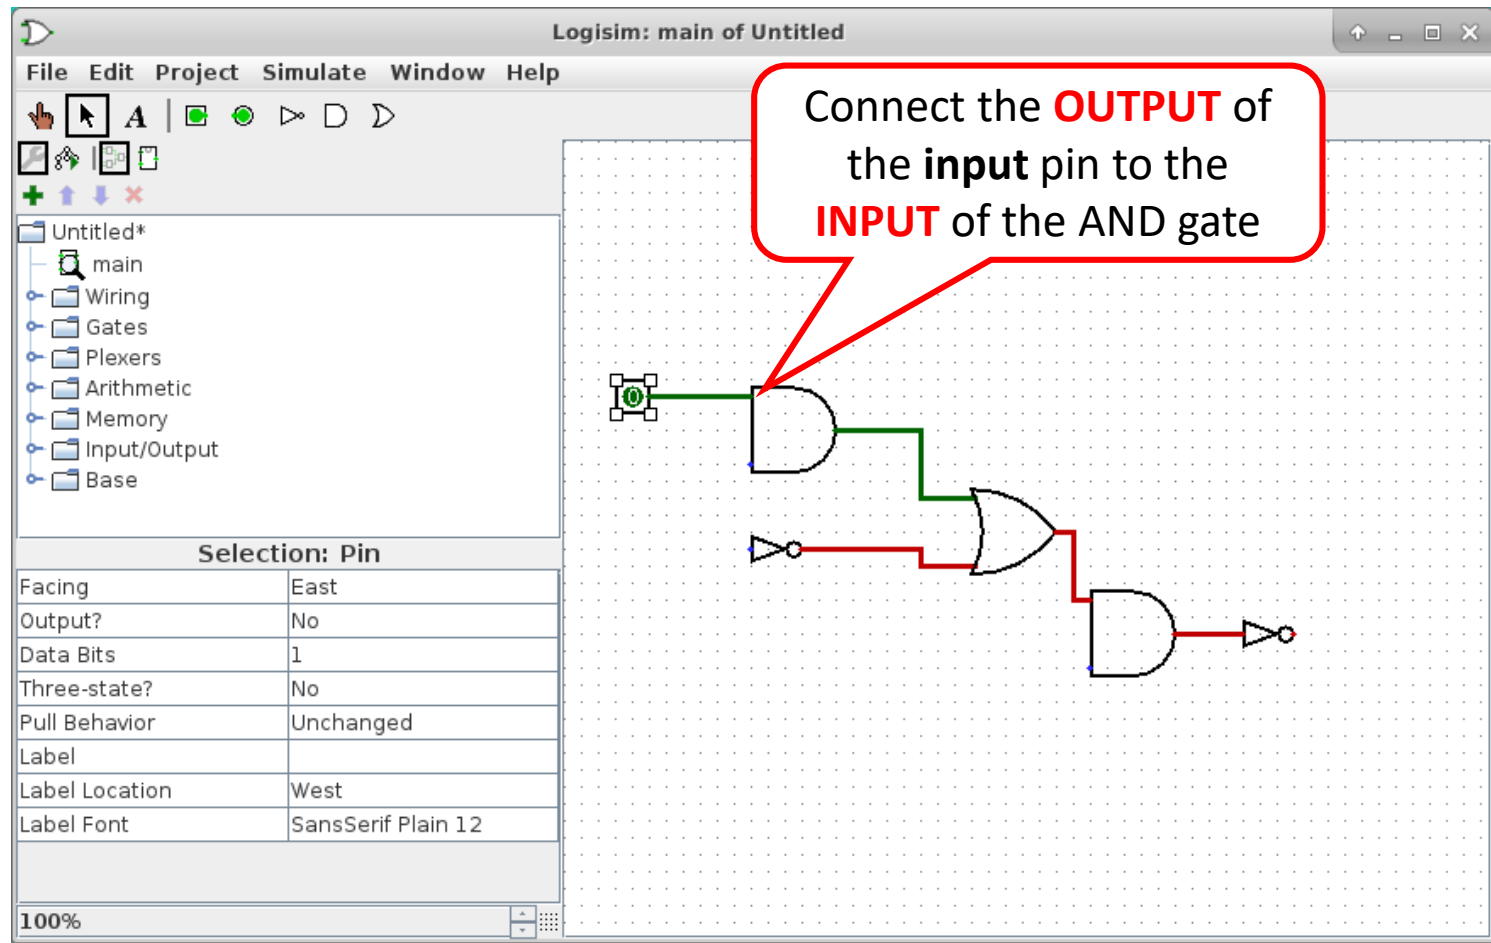 Logisim: main of Untitled
File Edit Project Simulate Window Help
A
Connect the OUTPUT of
the input pin to the
INPUT of the AND gate
Untitled*
main
Wiring
Gates
Plexers
Arithmetic
Memory
Input/Output
Base
0
Selection: Pin
Facing East
Output? No
Data Bits 1
Three-state? No
Pull Behavior Unchanged
Label
Label Location West
Label Font SansSerif Plain 12
100%